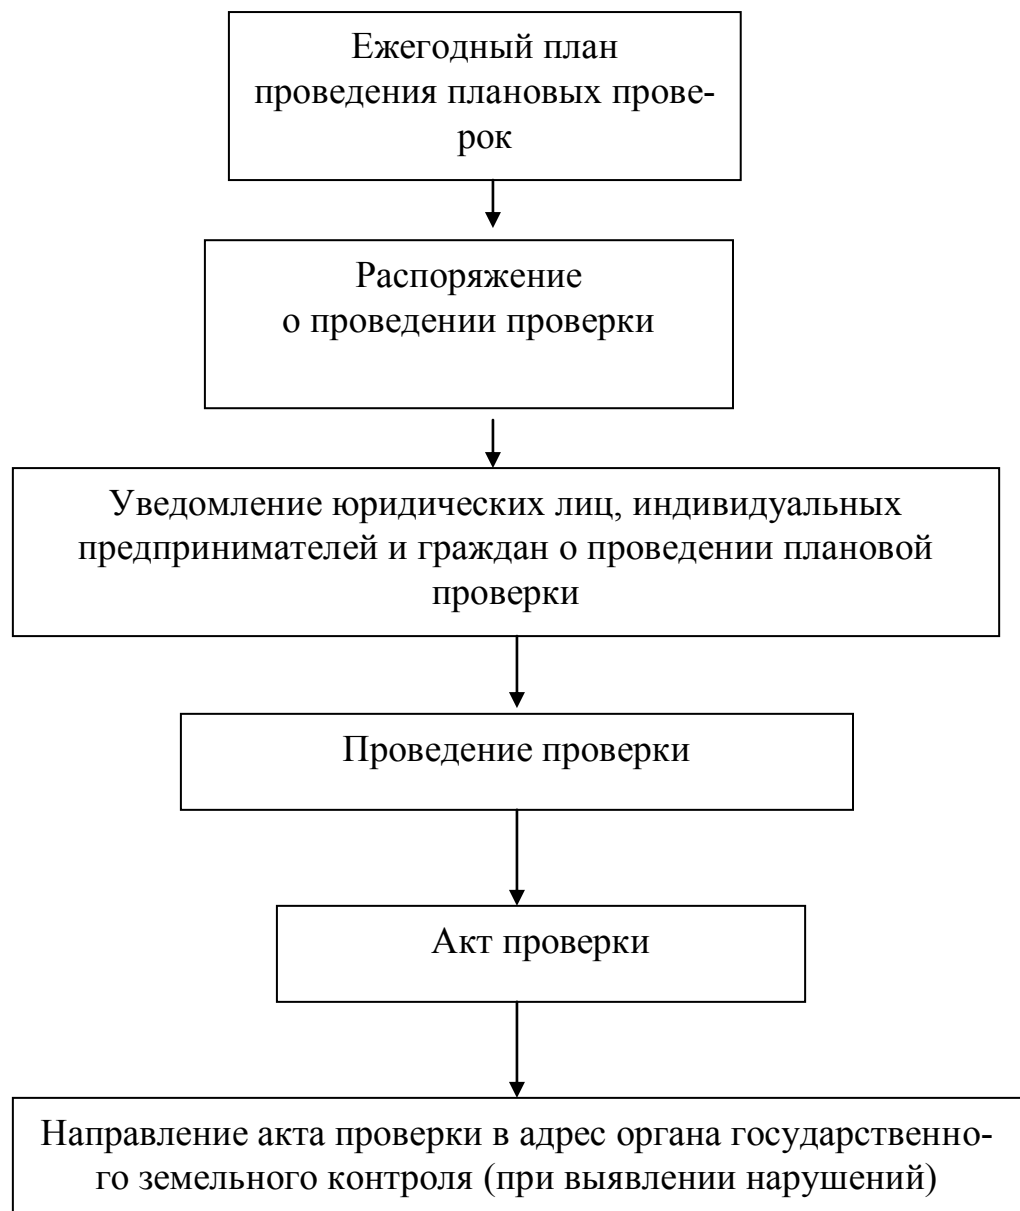 Ежегодный план
проведения плановых прове-
рок
Распоряжение
о проведении проверки
Уведомление юридических лиц, индивидуальных
предпринимателей и граждан о проведении плановой
проверки
Проведение проверки
Акт проверки
Направление акта проверки в адрес органа государственно-
го земельного контроля (при выявлении нарушений)